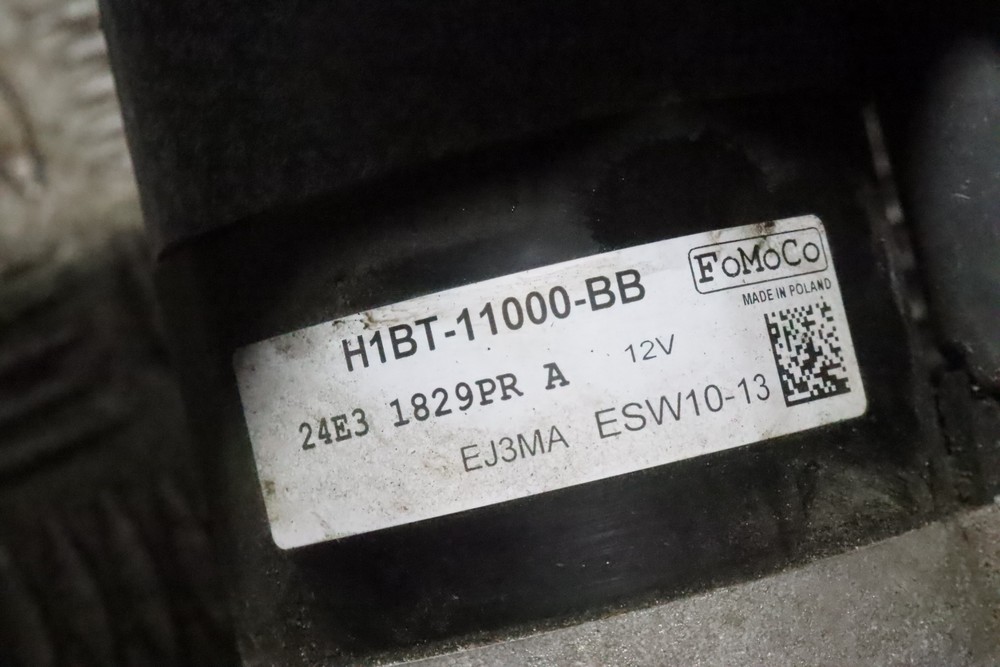 FoMoCo
MADE IN POLAND
H1BT-11000-BB
12V
24E3 1829PR A
EJ3MA ESW10-13